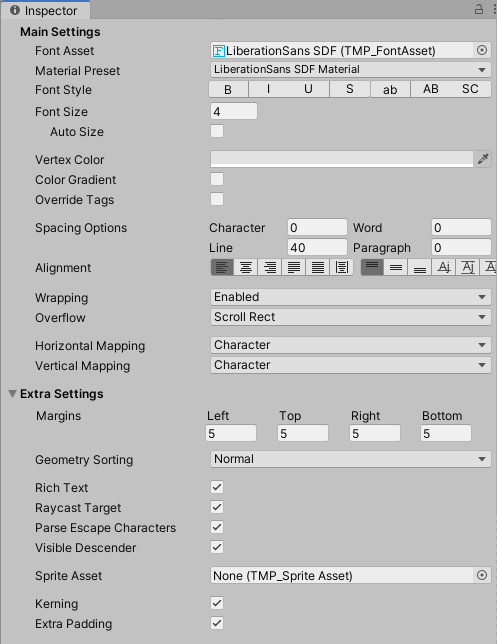 Inspector
Main Settings
Font Asset LiberationSans SDF (TMP_FontAsset)
Material Preset LiberationSans SDF Material
Font Style B I U S ab AB SC
Font Size 4
Auto Size
Vertex Color
Color Gradient
Override Tags
Spacing Options Character 0 Word 0
Line 40 Paragraph 0
Alignment
Wrapping Enabled
Overflow Scroll Rect
Horizontal Mapping Character
Vertical Mapping Character
Extra Settings
Margins Left Top Right Bottom
5 5 5 5
Geometry Sorting Normal
Rich Text
Raycast Target
Parse Escape Characters
Visible Descender
Sprite Asset None (TMP_Sprite Asset)
Kerning
Extra Padding